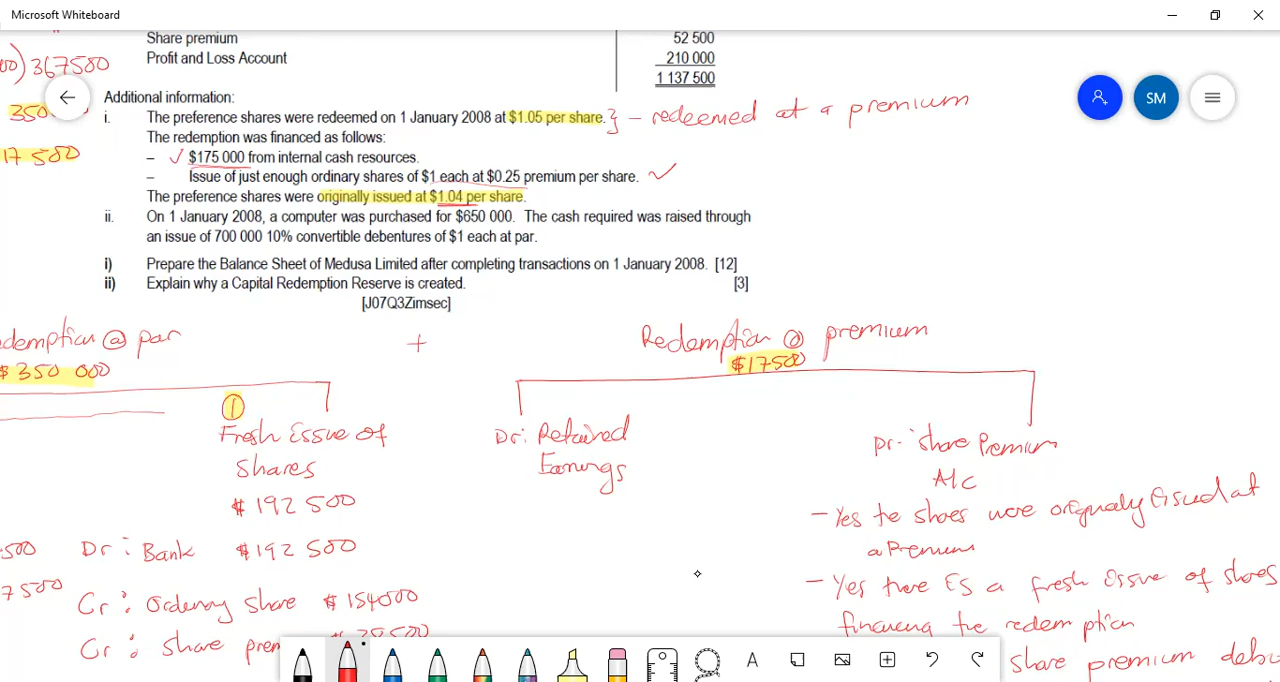 Microsoft Whiteboard
Share premium 52 500
00) 367500
Profit and Loss Account 210 000
1 137 500
Additional information:
350
i. The preference shares were redeemed on 1 January 2008 at $1.05 per share. } - redeemed at a premium
SM
The redemption was financed as follows:
17 500
– ✓ $175 000 from internal cash resources.
– Issue of just enough ordinary shares of $1 each at $0.25 premium per share. ✓
The preference shares were originally issued at $1.04 per share.
ii. On 1 January 2008, a computer was purchased for $650 000. The cash required was raised through
an issue of 700 000 10% convertible debentures of $1 each at par.
i) Prepare the Balance Sheet of Medusa Limited after completing transactions on 1 January 2008. [12]
ii) Explain why a Capital Redemption Reserve is created. [3]
[J07Q3Zimsec]
edemption @ par + Redemption @ premium
$ 350 000 $17500
1
Fresh Issue of
Shares
$ 192 500
Dr: Retained
Earnings
Dr- Share Premium
A/C
- Yes the shares were originally issued at
a Premium
500 Dr: Bank $192 500
- Yes there is a fresh issue of shares
7500
Cr: Ordinary share $154000
financing the redemption
Cr: share prem
share premium debi
A